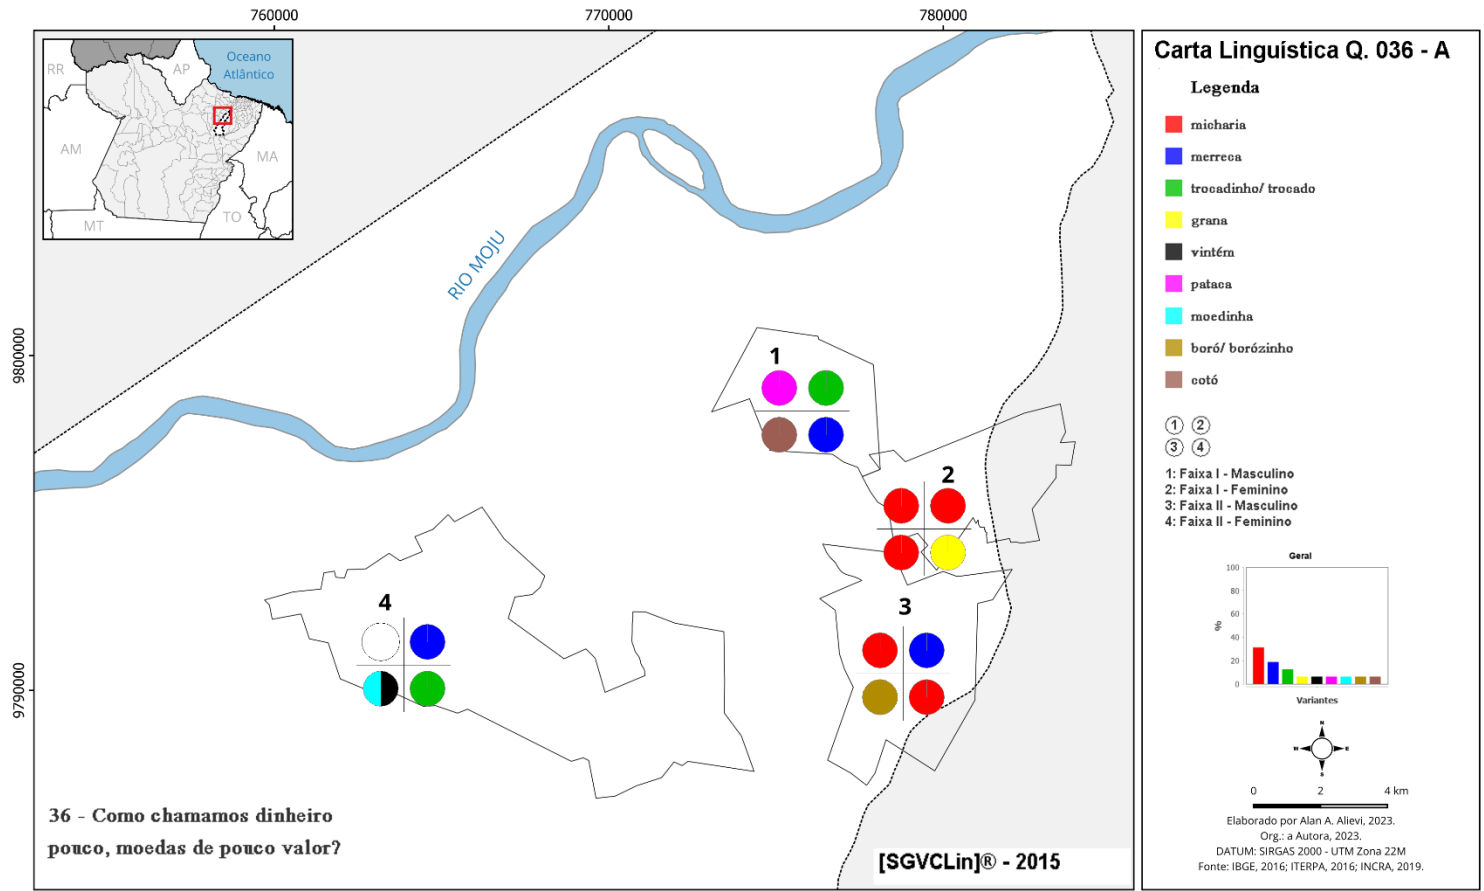 760000
770000
780000
9800000
9790000
RR
AP
Oceano
Atlântico
AM
MA
MT
TO
RIO MOJU
1
2
3
4
36 - Como chamamos dinheiro
pouco, moedas de pouco valor?
[SGVCLin]® - 2015
Carta Linguística Q. 036 - A
Legenda
micharia
merreca
trocadinho/ trocado
grana
vintém
pataca
moedinha
boró/ borózinho
cotó
1 2
3 4
1: Faixa I - Masculino
2: Faixa I - Feminino
3: Faixa II - Masculino
4: Faixa II - Feminino
Geral
100
80
60
40
20
0
%
Variantes
N
W E
S
0 2 4 km
Elaborado por Alan A. Alievi, 2023.
Org.: a Autora, 2023.
DATUM: SIRGAS 2000 - UTM Zona 22M
Fonte: IBGE, 2016; ITERPA, 2016; INCRA, 2019.